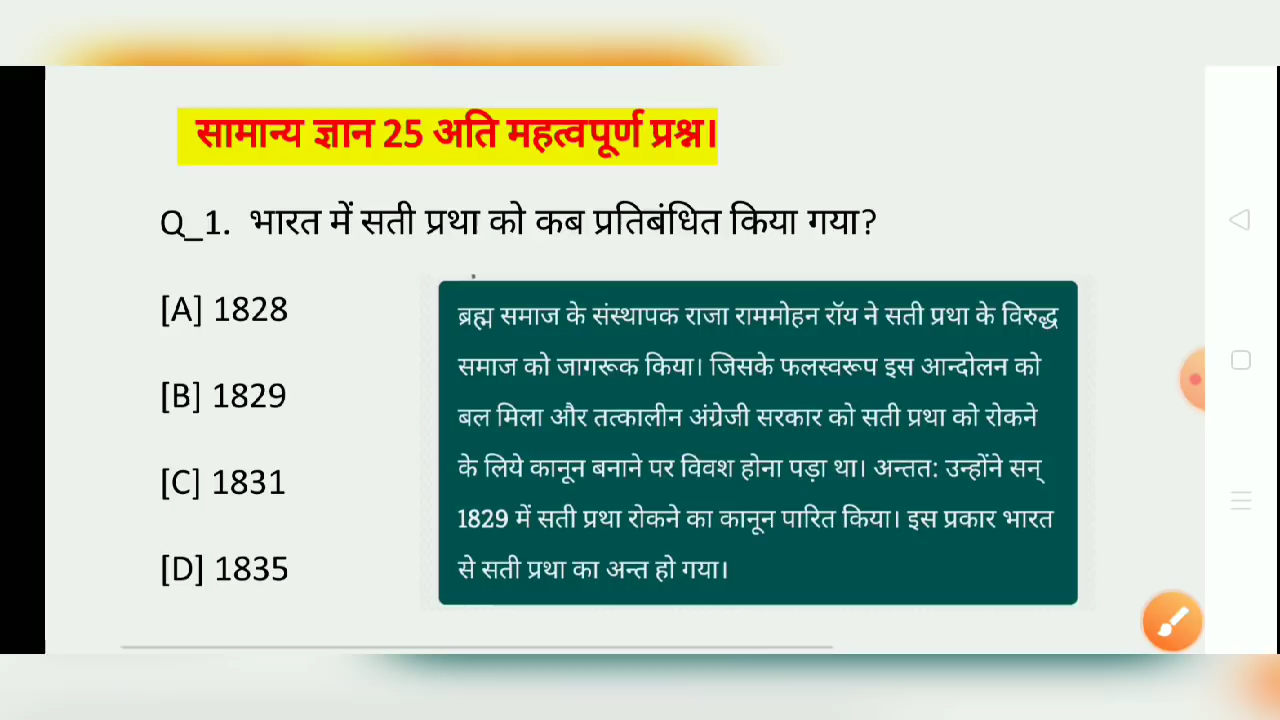 सामान्य ज्ञान 25 अति महत्वपूर्ण प्रश्न।
Q_1. भारत में सती प्रथा को कब प्रतिबंधित किया गया?
[A] 1828
[B] 1829
[C] 1831
[D] 1835
ब्रह्म समाज के संस्थापक राजा राममोहन रॉय ने सती प्रथा के विरुद्ध
समाज को जागरूक किया। जिसके फलस्वरूप इस आन्दोलन को
बल मिला और तत्कालीन अंग्रेजी सरकार को सती प्रथा को रोकने
के लिये कानून बनाने पर विवश होना पड़ा था। अन्तत: उन्होंने सन्
1829 में सती प्रथा रोकने का कानून पारित किया। इस प्रकार भारत
से सती प्रथा का अन्त हो गया।